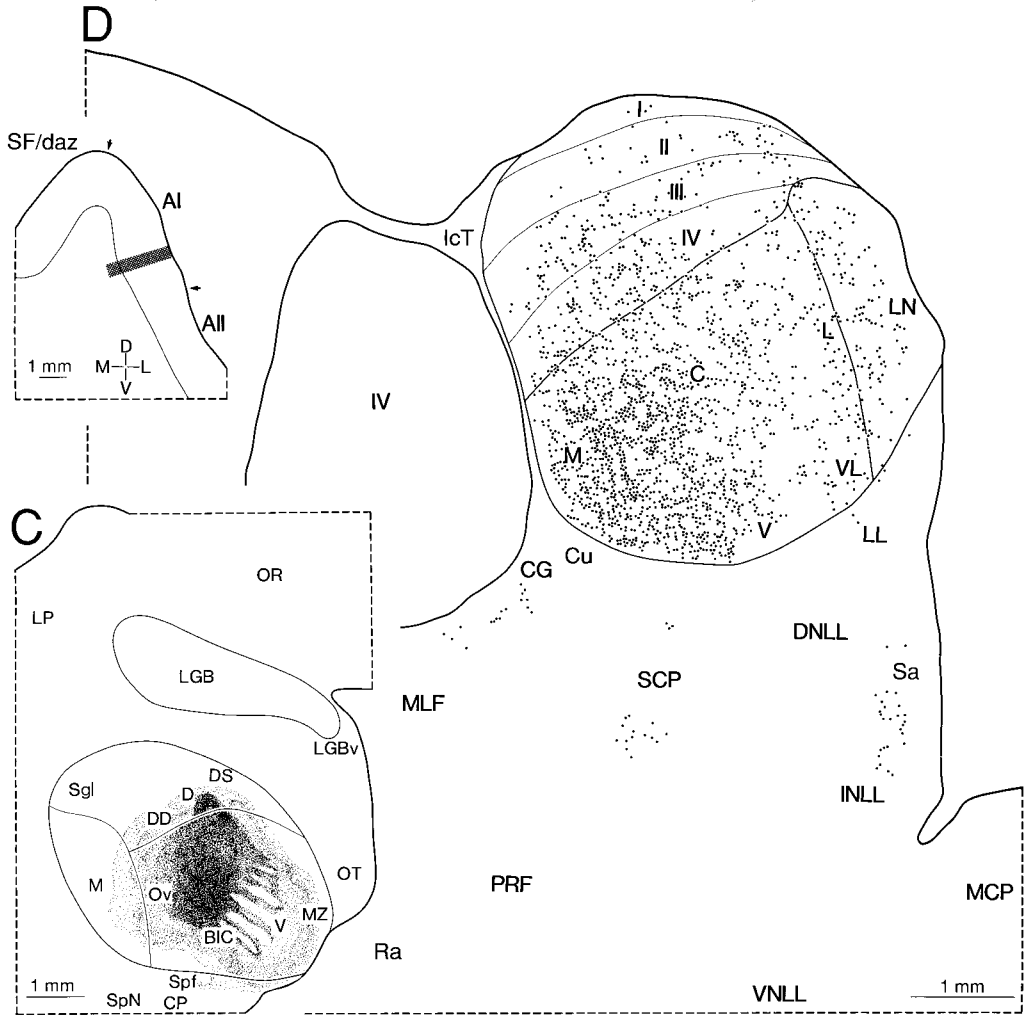 D
SF/daz
AI
AII
1 mm
D
M
L
V
I
II
III
IV
IcT
L
LN
C
M
VL
V
LL
IV
CG
Cu
DNLL
Sa
SCP
MLF
INLL
PRF
MCP
Ra
VNLL
1 mm
C
OR
LP
LGB
LGBv
Sgl
DS
D
DD
M
Ov
OT
MZ
V
BIC
Spf
SpN
CP
1 mm